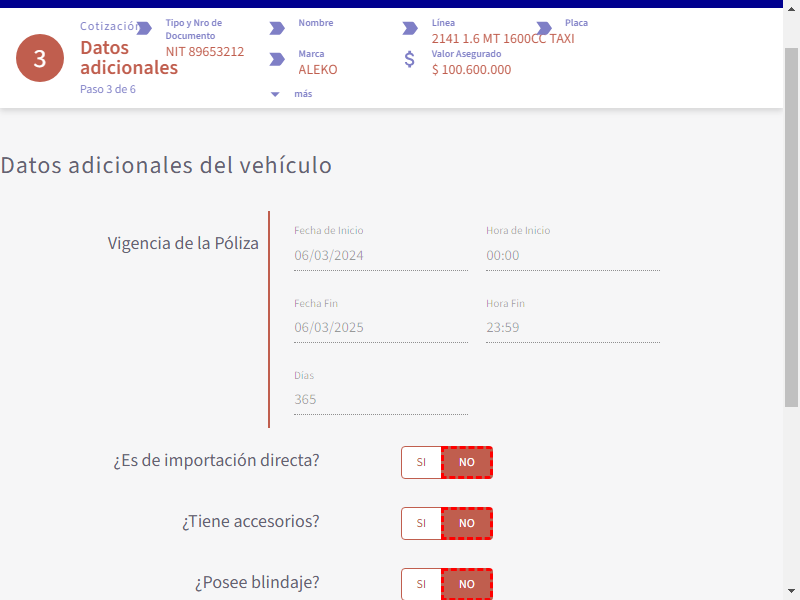 3
Cotización
Datos
adicionales
Paso 3 de 6
Tipo y Nro de
Documento
NIT 89653212
Nombre
Marca
ALEKO
más
Línea
2141 1.6 MT 1600CC TAXI
Valor Asegurado
$ 100.600.000
Placa
Datos adicionales del vehículo
Vigencia de la Póliza
Fecha de Inicio
06/03/2024
Hora de Inicio
00:00
Fecha Fin
06/03/2025
Hora Fin
23:59
Días
365
¿Es de importación directa?
SI NO
¿Tiene accesorios?
SI NO
¿Posee blindaje?
SI NO